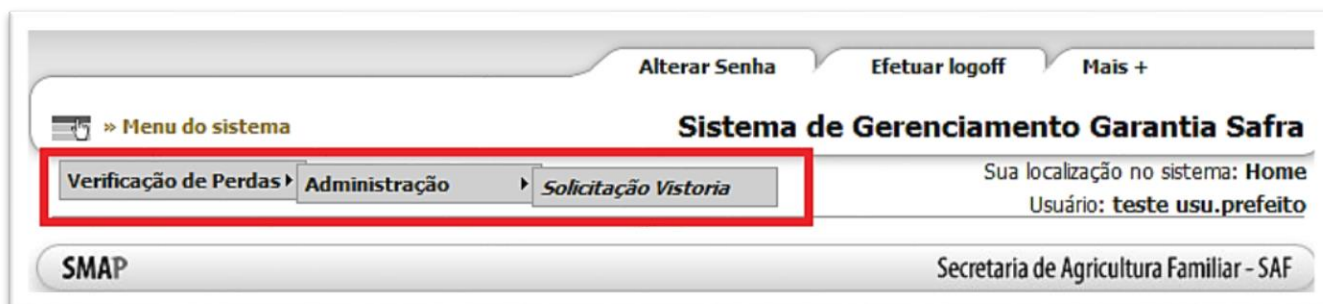 Alterar Senha Efetuar logoff Mais +
» Menu do sistema Sistema de Gerenciamento Garantia Safra
Verificação de Perdas Administração Solicitação Vistoria Sua localização no sistema: Home
Usuário: teste usu.prefeito
SMAP Secretaria de Agricultura Familiar - SAF